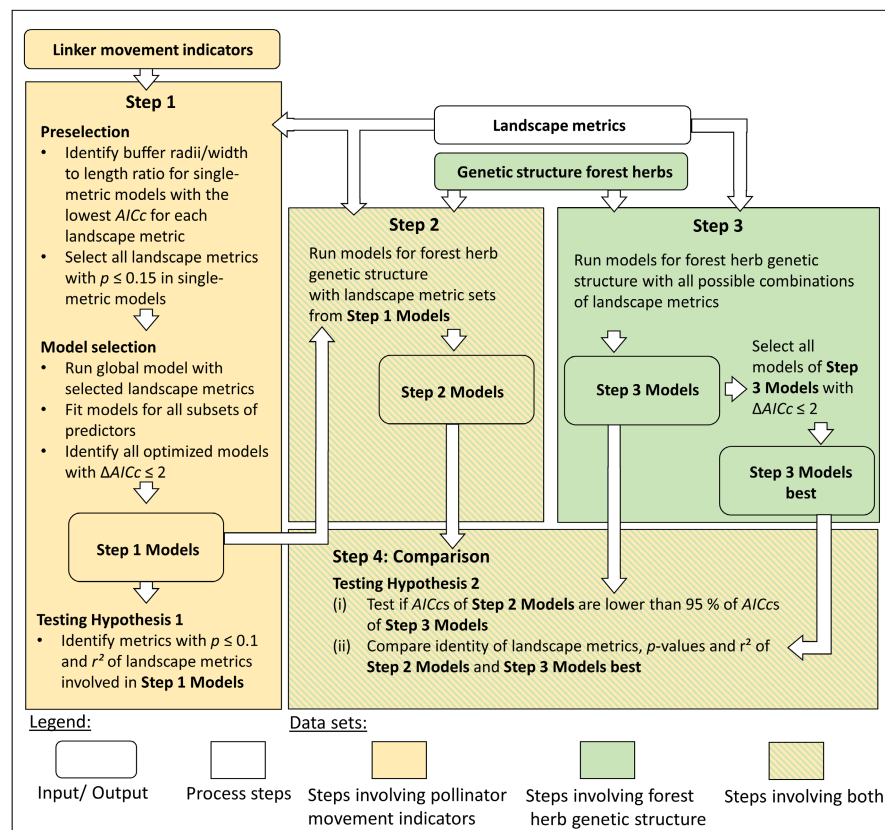 Linker movement indicators
Step 1
Preselection
• Identify buffer radii/width
to length ratio for single-
metric models with the
lowest AICc for each
landscape metric
• Select all landscape metrics
with p ≤ 0.15 in single-
metric models
Model selection
• Run global model with
selected landscape metrics
• Fit models for all subsets of
predictors
• Identify all optimized models
with ΔAICc ≤ 2
Step 1 Models
Testing Hypothesis 1
• Identify metrics with p ≤ 0.1
and r² of landscape metrics
involved in Step 1 Models
Landscape metrics
Genetic structure forest herbs
Step 2
Run models for forest herb
genetic structure
with landscape metric sets
from Step 1 Models
Step 2 Models
Step 3
Run models for forest herb genetic
structure with all possible combinations
of landscape metrics
Step 3 Models
Select all
models of Step
3 Models with
ΔAICc ≤ 2
Step 3 Models
best
Step 4: Comparison
Testing Hypothesis 2
(i) Test if AICcs of Step 2 Models are lower than 95 % of AICcs
of Step 3 Models
(ii) Compare identity of landscape metrics, p-values and r² of
Step 2 Models and Step 3 Models best
Legend:
Data sets:
Input/ Output
Process steps
Steps involving pollinator
movement indicators
Steps involving forest
herb genetic structure
Steps involving both